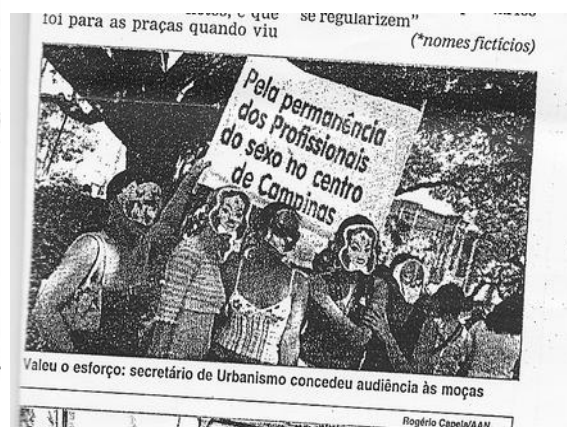 foi para as praças quando viu
se regularizem"
(*nomes fictícios)
Pela permanência
dos Profissionais
do sexo no centro
de Campinas
Valeu o esforço: secretário de Urbanismo concedeu audiência às moças
Rogério Capela/AAN